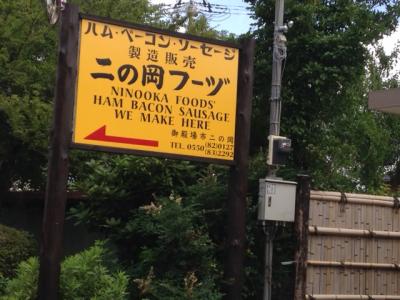 ハム・ベーコン・ソーセージ
製造販売
二の岡フーヅ
NINOOKA FOODS'
HAM BACON SAUSAGE
WE MAKE HERE
御殿場市二の岡
TEL. 0550 (82)0127
(83)2292